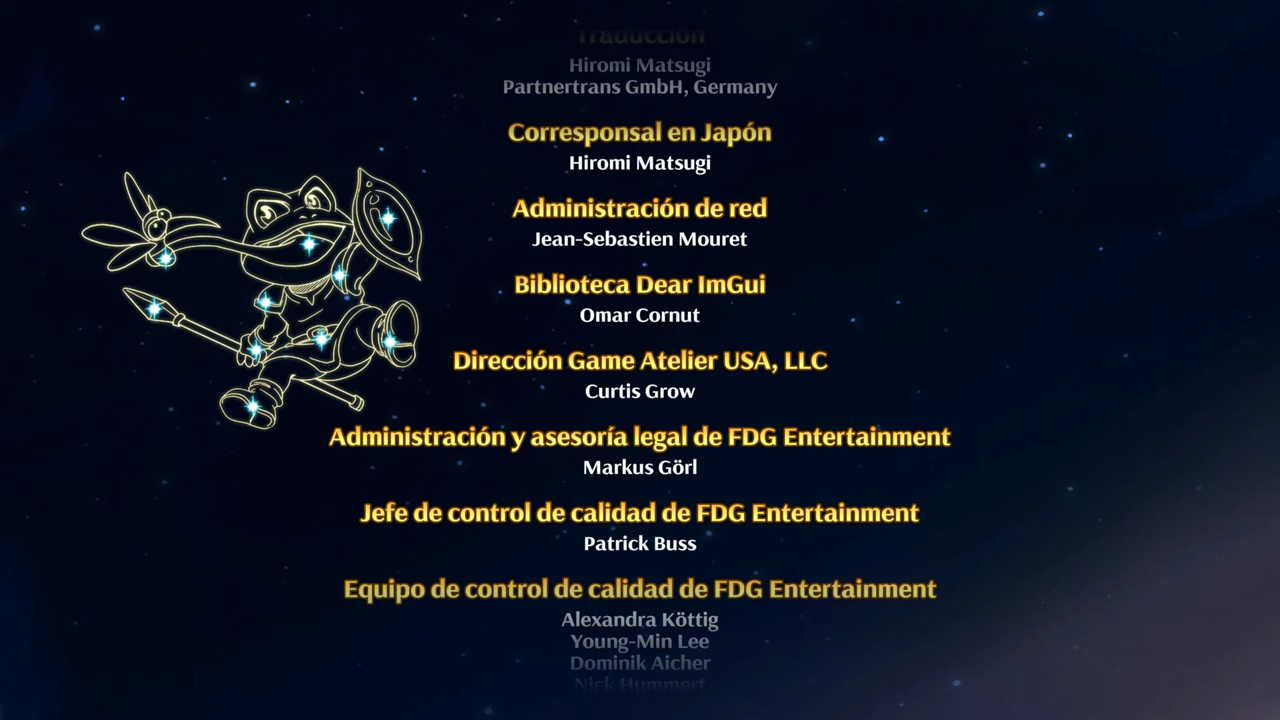 Traducción
Hiromi Matsugi
Partnertrans GmbH, Germany
Corresponsal en Japón
Hiromi Matsugi
Administración de red
Jean-Sebastien Mouret
Biblioteca Dear ImGui
Omar Cornut
Dirección Game Atelier USA, LLC
Curtis Grow
Administración y asesoría legal de FDG Entertainment
Markus Görl
Jefe de control de calidad de FDG Entertainment
Patrick Buss
Equipo de control de calidad de FDG Entertainment
Alexandra Köttig
Young-Min Lee
Dominik Aicher
Nick Hummert